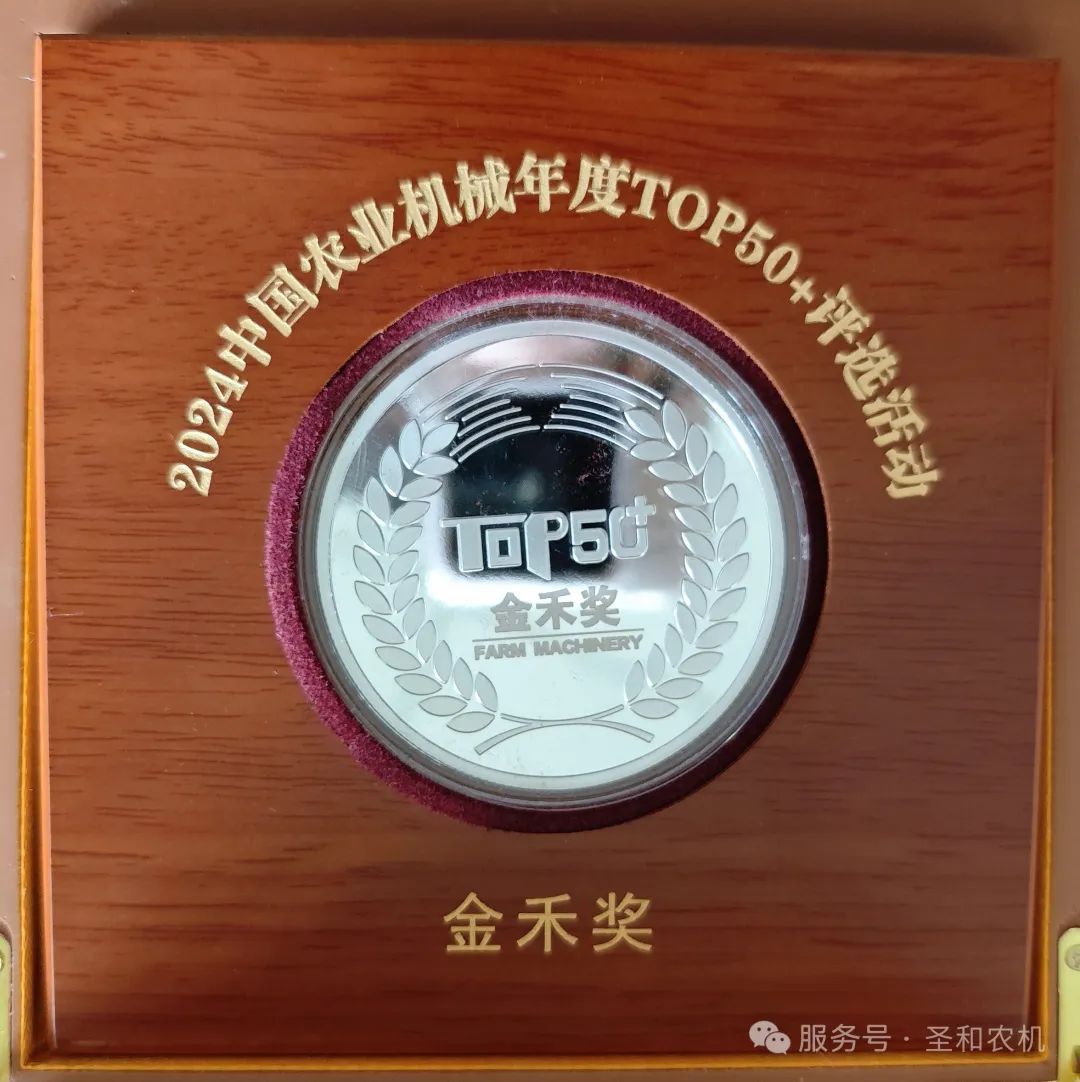 2024中国农业机械年度TOP50+评选活动
TOP50+
金禾奖
FARM MACHINERY
金禾奖
服务号·圣和农机